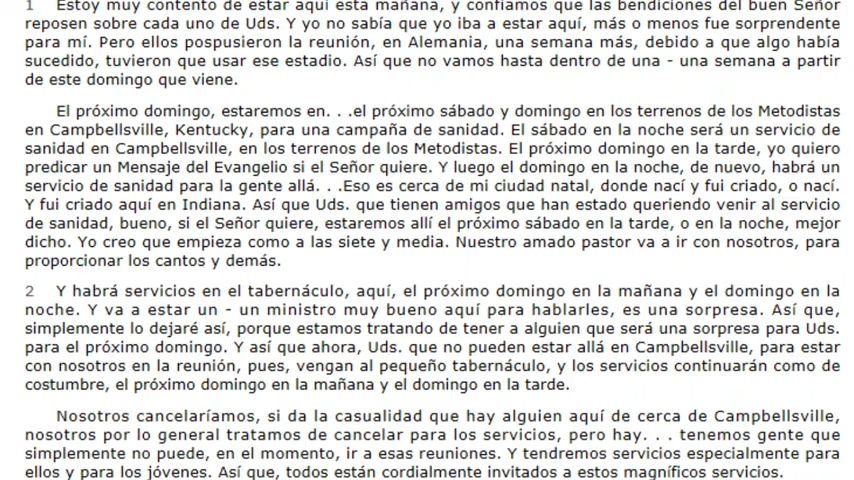 1 Estoy muy contento de estar aquí esta mañana, y confiamos que las bendiciones del buen Señor
reposen sobre cada uno de Uds. Y yo no sabía que yo iba a estar aquí, más o menos fue sorprendente
para mí. Pero ellos pospusieron la reunión, en Alemania, una semana más, debido a que algo había
sucedido, tuvieron que usar ese estadio. Así que no vamos hasta dentro de una - una semana a partir
de este domingo que viene.
El próximo domingo, estaremos en. . .el próximo sábado y domingo en los terrenos de los Metodistas
en Campbellsville, Kentucky, para una campaña de sanidad. El sábado en la noche será un servicio de
sanidad en Campbellsville, en los terrenos de los Metodistas. El próximo domingo en la tarde, yo quiero
predicar un Mensaje del Evangelio si el Señor quiere. Y luego el domingo en la noche, de nuevo, habrá un
servicio de sanidad para la gente allá. . .Eso es cerca de mi ciudad natal, donde nací y fui criado, o nací.
Y fui criado aquí en Indiana. Así que Uds. que tienen amigos que han estado queriendo venir al servicio
de sanidad, bueno, si el Señor quiere, estaremos allí el próximo sábado en la tarde, o en la noche, mejor
dicho. Yo creo que empieza como a las siete y media. Nuestro amado pastor va a ir con nosotros, para
proporcionar los cantos y demás.
2 Y habrá servicios en el tabernáculo, aquí, el próximo domingo en la mañana y el domingo en la
noche. Y va a estar un - un ministro muy bueno aquí para hablarles, es una sorpresa. Así que,
simplemente lo dejaré así, porque estamos tratando de tener a alguien que será una sorpresa para Uds.
para el próximo domingo. Y así que ahora, Uds. que no pueden estar allá en Campbellsville, para estar
con nosotros en la reunión, pues, vengan al pequeño tabernáculo, y los servicios continuarán como de
costumbre, el próximo domingo en la mañana y el domingo en la tarde.
Nosotros cancelaríamos, si da la casualidad que hay alguien aquí de cerca de Campbellsville,
nosotros por lo general tratamos de cancelar para los servicios, pero hay. . . tenemos gente que
simplemente no puede, en el momento, ir a esas reuniones. Y tendremos servicios especialmente para
ellos y para los jóvenes. Así que, todos están cordialmente invitados a estos magníficos servicios.